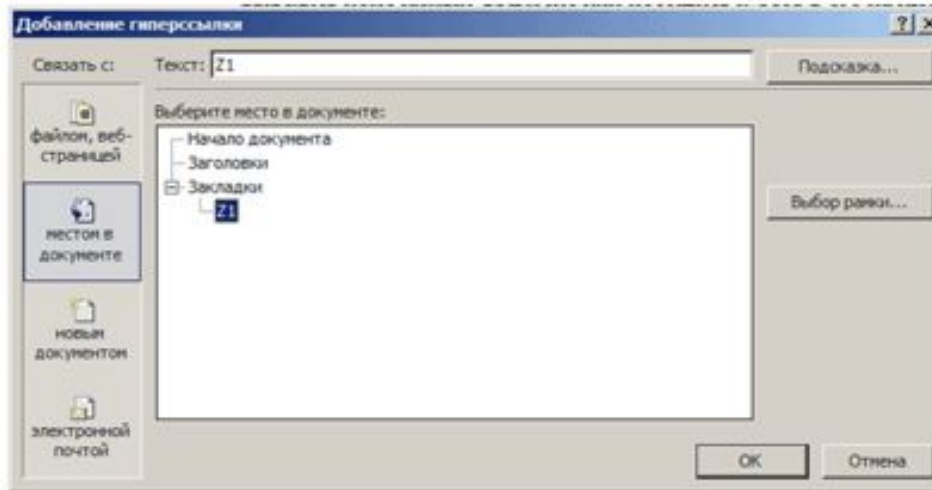 Добавление гиперссылки
Связать с:
Текст: Z1
Подсказка...
файлом, веб-
страницей
Выберите место в документе:
Начало документа
Заголовки
Закладки
Z1
Выбор рамки...
местом в
документе
новым
документом
электронной
почтой
OK
Отмена